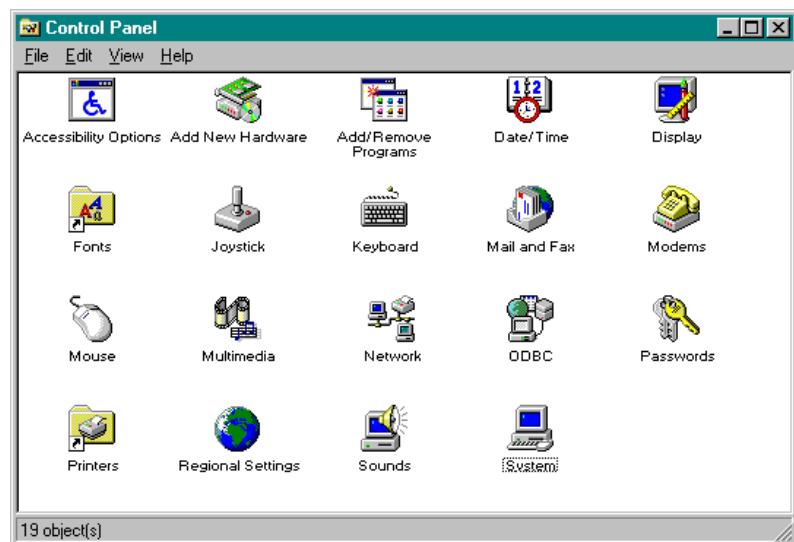 Control Panel
File Edit View Help
Accessibility Options Add New Hardware Add/Remove Programs Date/Time Display
Fonts Joystick Keyboard Mail and Fax Modems
Mouse Multimedia Network ODBC Passwords
Printers Regional Settings Sounds System
19 object(s)